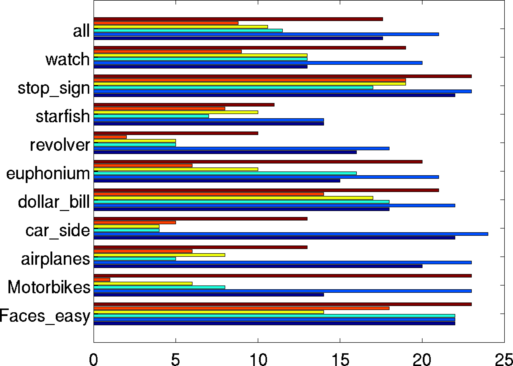 all
watch
stop_sign
starfish
revolver
euphonium
dollar_bill
car_side
airplanes
Motorbikes
Faces_easy
0 5 10 15 20 25